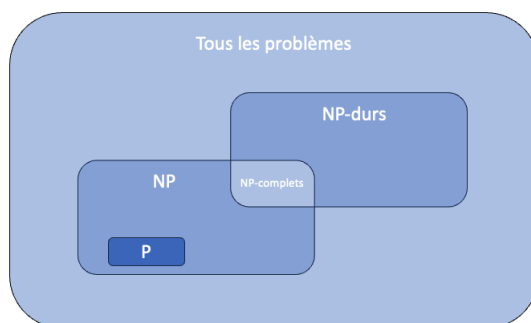 Tous les problèmes
NP-durs
NP
NP-complets
P